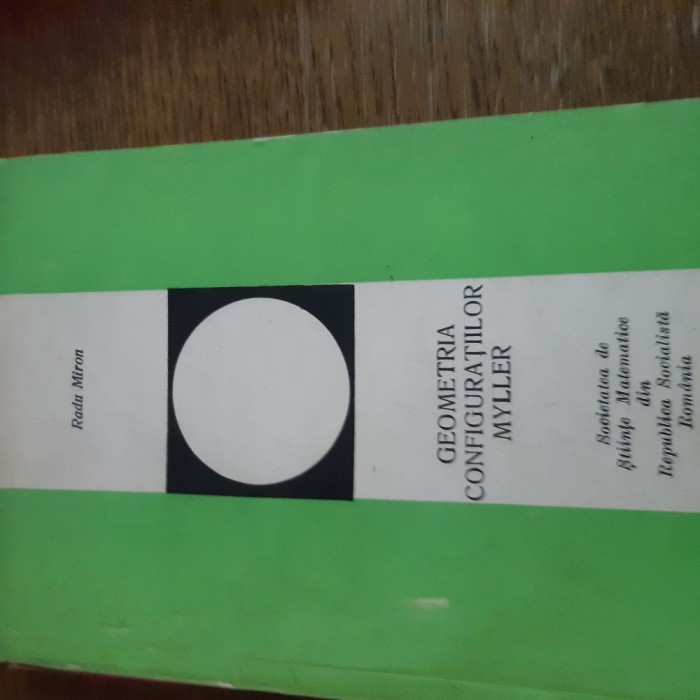 Radu Miron
GEOMETRIA
CONFIGURAȚIILOR
MYLLER
Societatea de
Științe Matematice
din
Republica Socialistă
România